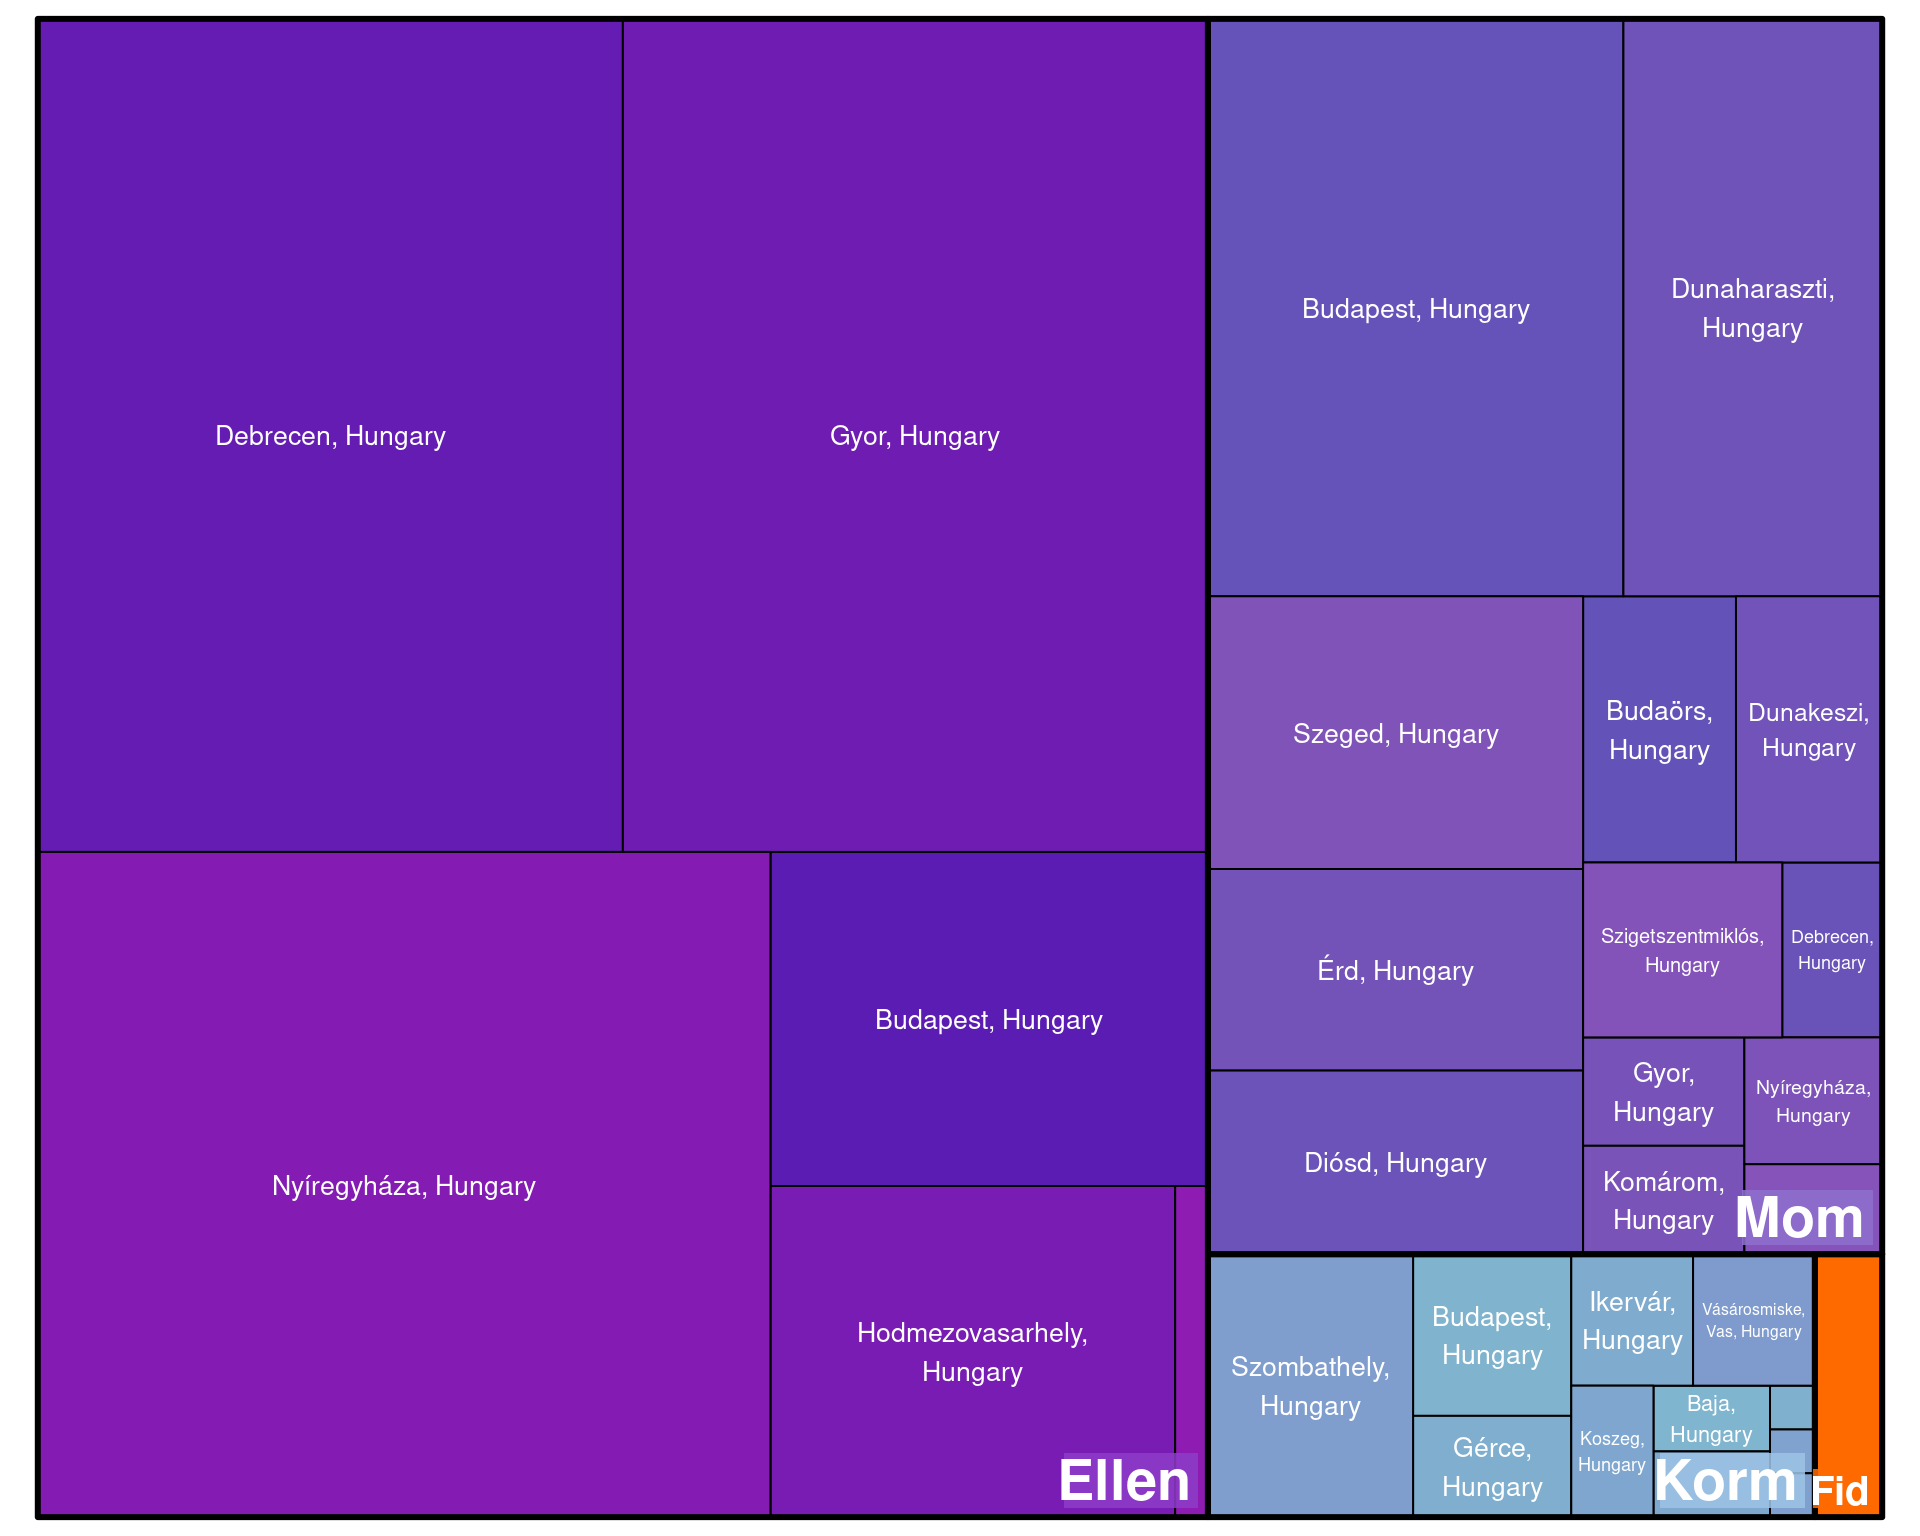 Debrecen, Hungary
Gyor, Hungary
Nyíregyháza, Hungary
Budapest, Hungary
Hodmezovasarhely,
Hungary
Ellen
Budapest, Hungary
Dunaharaszti,
Hungary
Szeged, Hungary
Budaörs,
Hungary
Dunakeszi,
Hungary
Érd, Hungary
Szigetszentmiklós,
Hungary
Debrecen,
Hungary
Diósd, Hungary
Gyor,
Hungary
Nyíregyháza,
Hungary
Komárom,
Hungary
Mom
Szombathely,
Hungary
Budapest,
Hungary
Gérce,
Hungary
Ikervár,
Hungary
Vásárosmiske,
Vas, Hungary
Koszeg,
Hungary
Baja,
Hungary
Korm
Fid